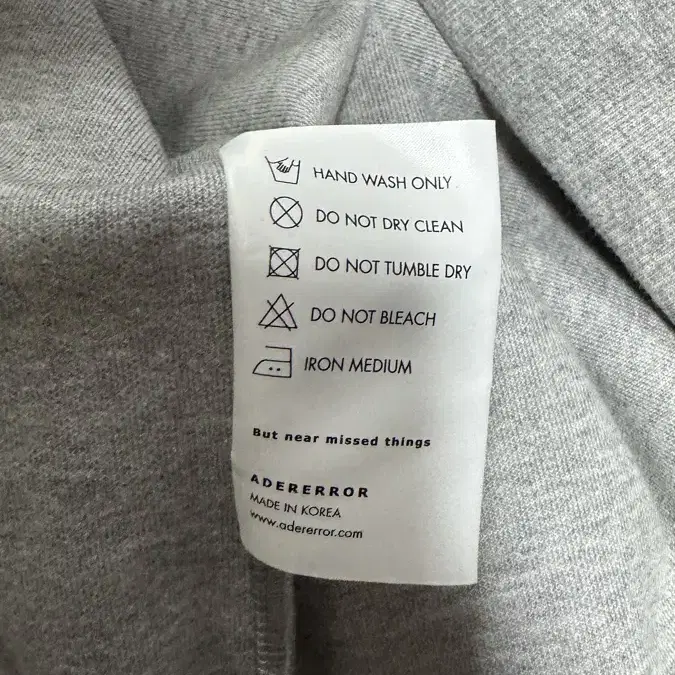 HAND WASH ONLY
DO NOT DRY CLEAN
DO NOT TUMBLE DRY
DO NOT BLEACH
IRON MEDIUM
But near missed things
ADERERROR
MADE IN KOREA
www.adererror.com